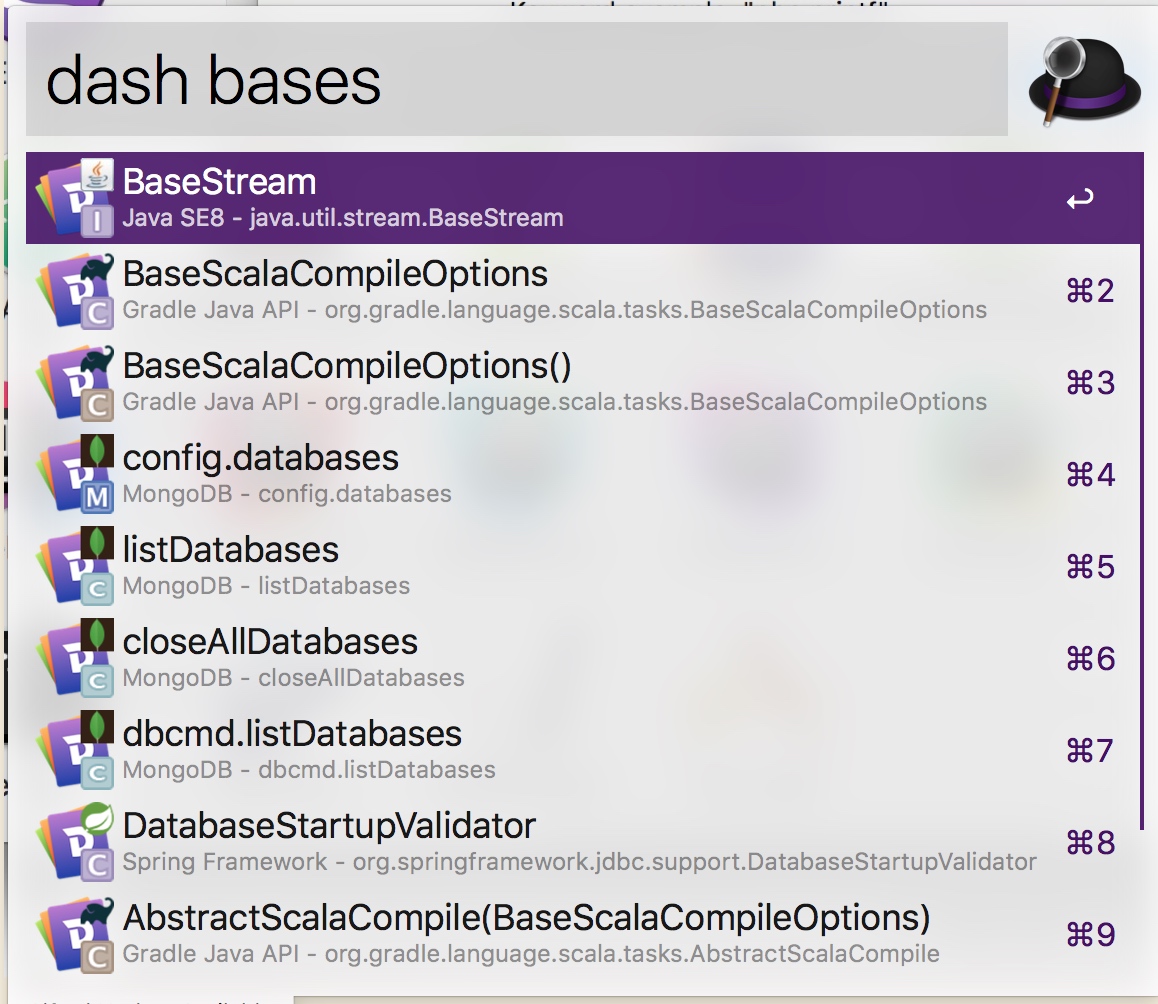 dash bases
BaseStream
Java SE8 - java.util.stream.BaseStream
BaseScalaCompileOptions
Gradle Java API - org.gradle.language.scala.tasks.BaseScalaCompileOptions
⌘2
BaseScalaCompileOptions()
Gradle Java API - org.gradle.language.scala.tasks.BaseScalaCompileOptions
⌘3
config.databases
MongoDB - config.databases
⌘4
listDatabases
MongoDB - listDatabases
⌘5
closeAllDatabases
MongoDB - closeAllDatabases
⌘6
dbcmd.listDatabases
MongoDB - dbcmd.listDatabases
⌘7
DatabaseStartupValidator
Spring Framework - org.springframework.jdbc.support.DatabaseStartupValidator
⌘8
AbstractScalaCompile(BaseScalaCompileOptions)
Gradle Java API - org.gradle.language.scala.tasks.AbstractScalaCompile
⌘9